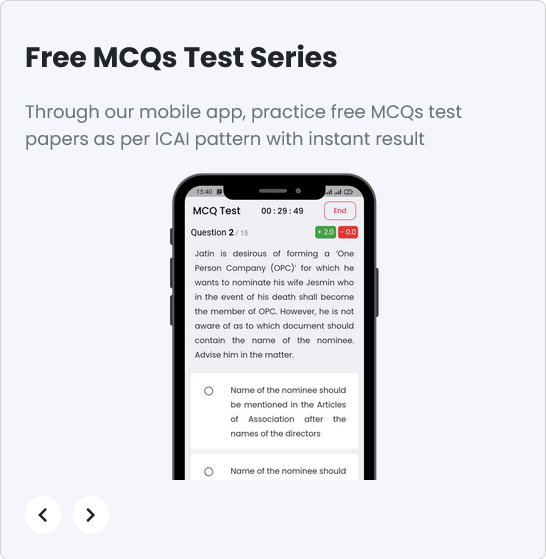 Free MCQs Test Series
Through our mobile app, practice free MCQs test
papers as per ICAI pattern with instant result
13:40
MCQ Test
00 : 29 : 49
End
Question 2 / 15
+ 2.0
- 0.0
Jatin is desirous of forming a ‘One
Person Company (OPC)’ for which he
wants to nominate his wife Jesmin who
in the event of his death shall become
the member of OPC. However, he is not
aware of as to which document should
contain the name of the nominee.
Advise him in the matter.
Name of the nominee should
be mentioned in the Articles
of Association after the
names of the directors
Name of the nominee should